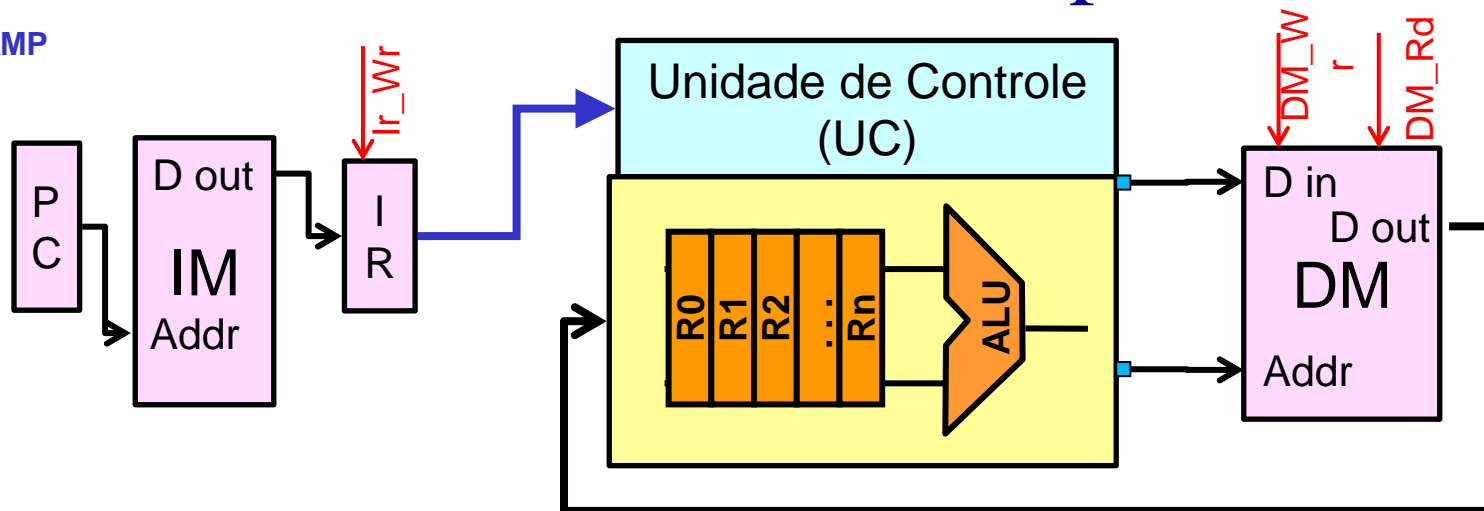 AMP
Ir_Wr
DM_W
r
DM_Rd
Unidade de Controle
(UC)
P
C
D out
IM
Addr
I
R
R0
R1
R2
...
Rn
ALU
D in
D out
DM
Addr